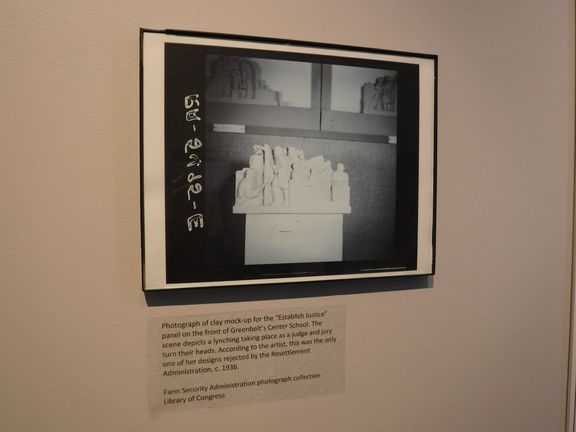 Photograph of clay mock-up for the "Establish Justice"
panel on the front of Greenbelt's Center School. The
scene depicts a lynching taking place as a judge and jury
turn their heads. According to the artist, this was the only
one of her designs rejected by the Resettlement
Administration, c. 1936.
Farm Security Administration photograph collection
Library of Congress